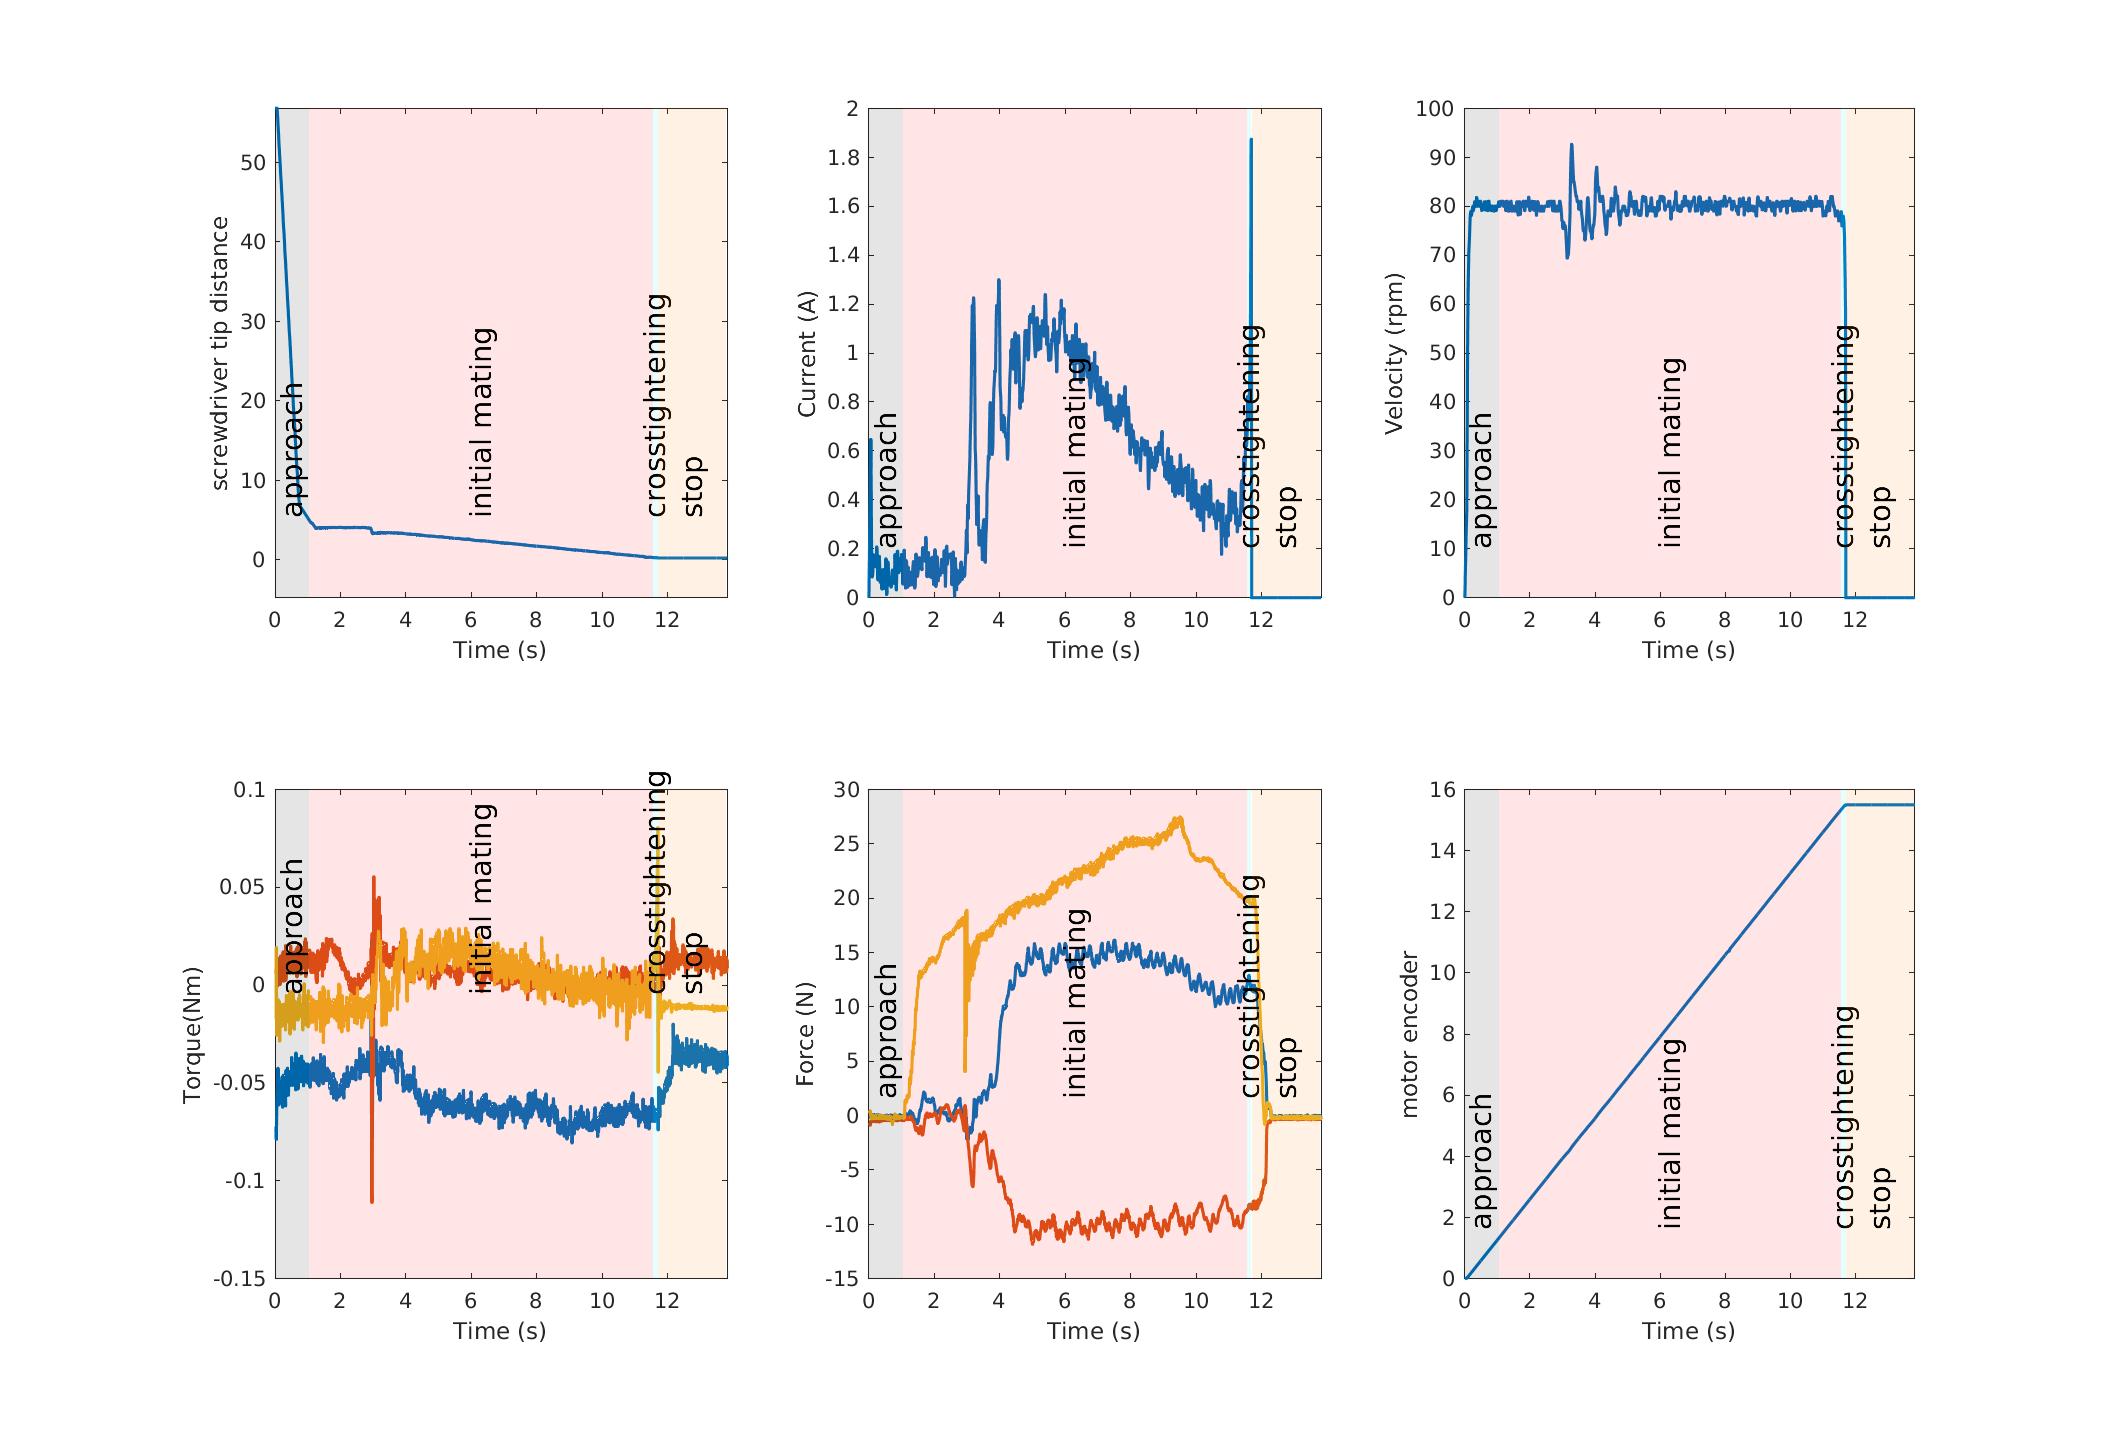 screwdriver tip distance
50
40
30
20
10
0
approach
initial mating
crosstightening
stop
0 2 4 6 8 10 12
Time (s)
Current (A)
2
1.8
1.6
1.4
1.2
1
0.8
0.6
0.4
0.2
0
approach
initial mating
crosstightening
stop
0 2 4 6 8 10 12
Time (s)
Velocity (rpm)
100
90
80
70
60
50
40
30
20
10
0
approach
initial mating
crosstightening
stop
0 2 4 6 8 10 12
Time (s)
Torque(Nm)
0.1
0.05
0
-0.05
-0.1
-0.15
approach
initial mating
crosstightening
stop
0 2 4 6 8 10 12
Time (s)
Force (N)
30
25
20
15
10
5
0
-5
-10
-15
approach
initial mating
crosstightening
stop
0 2 4 6 8 10 12
Time (s)
motor encoder
16
14
12
10
8
6
4
2
0
approach
initial mating
crosstightening
stop
0 2 4 6 8 10 12
Time (s)